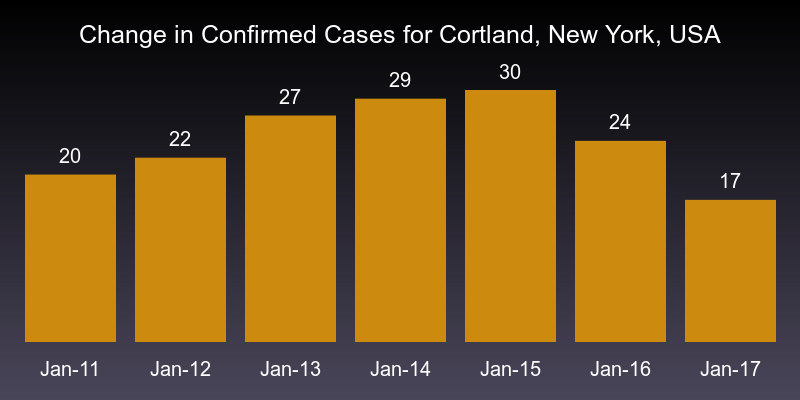 Change in Confirmed Cases for Cortland, New York, USA
20 22 27 29 30 24 17
Jan-11 Jan-12 Jan-13 Jan-14 Jan-15 Jan-16 Jan-17